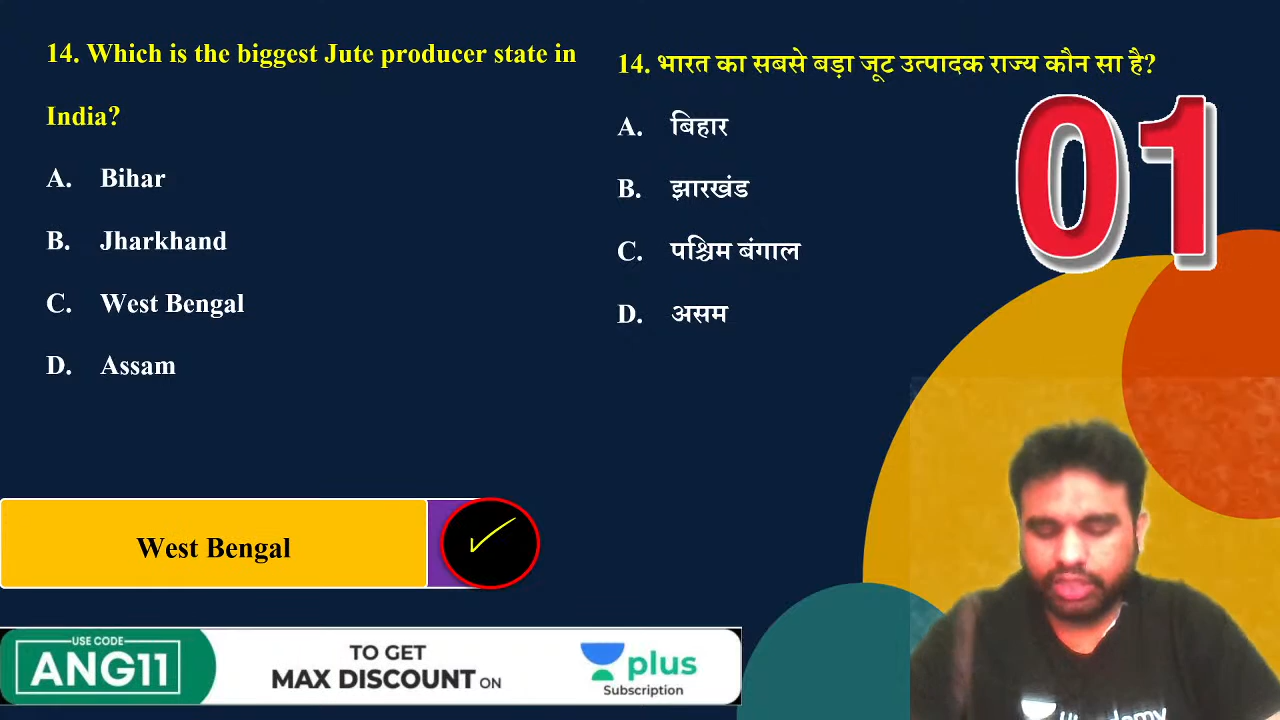 14. Which is the biggest Jute producer state in
India?
A. Bihar
B. Jharkhand
C. West Bengal
D. Assam
14. भारत का सबसे बड़ा जूट उत्पादक राज्य कौन सा है?
A. बिहार
B. झारखंड
C. पश्चिम बंगाल
D. असम
01
West Bengal
USE CODE
ANG11
TO GET
MAX DISCOUNT ON
plus
Subscription